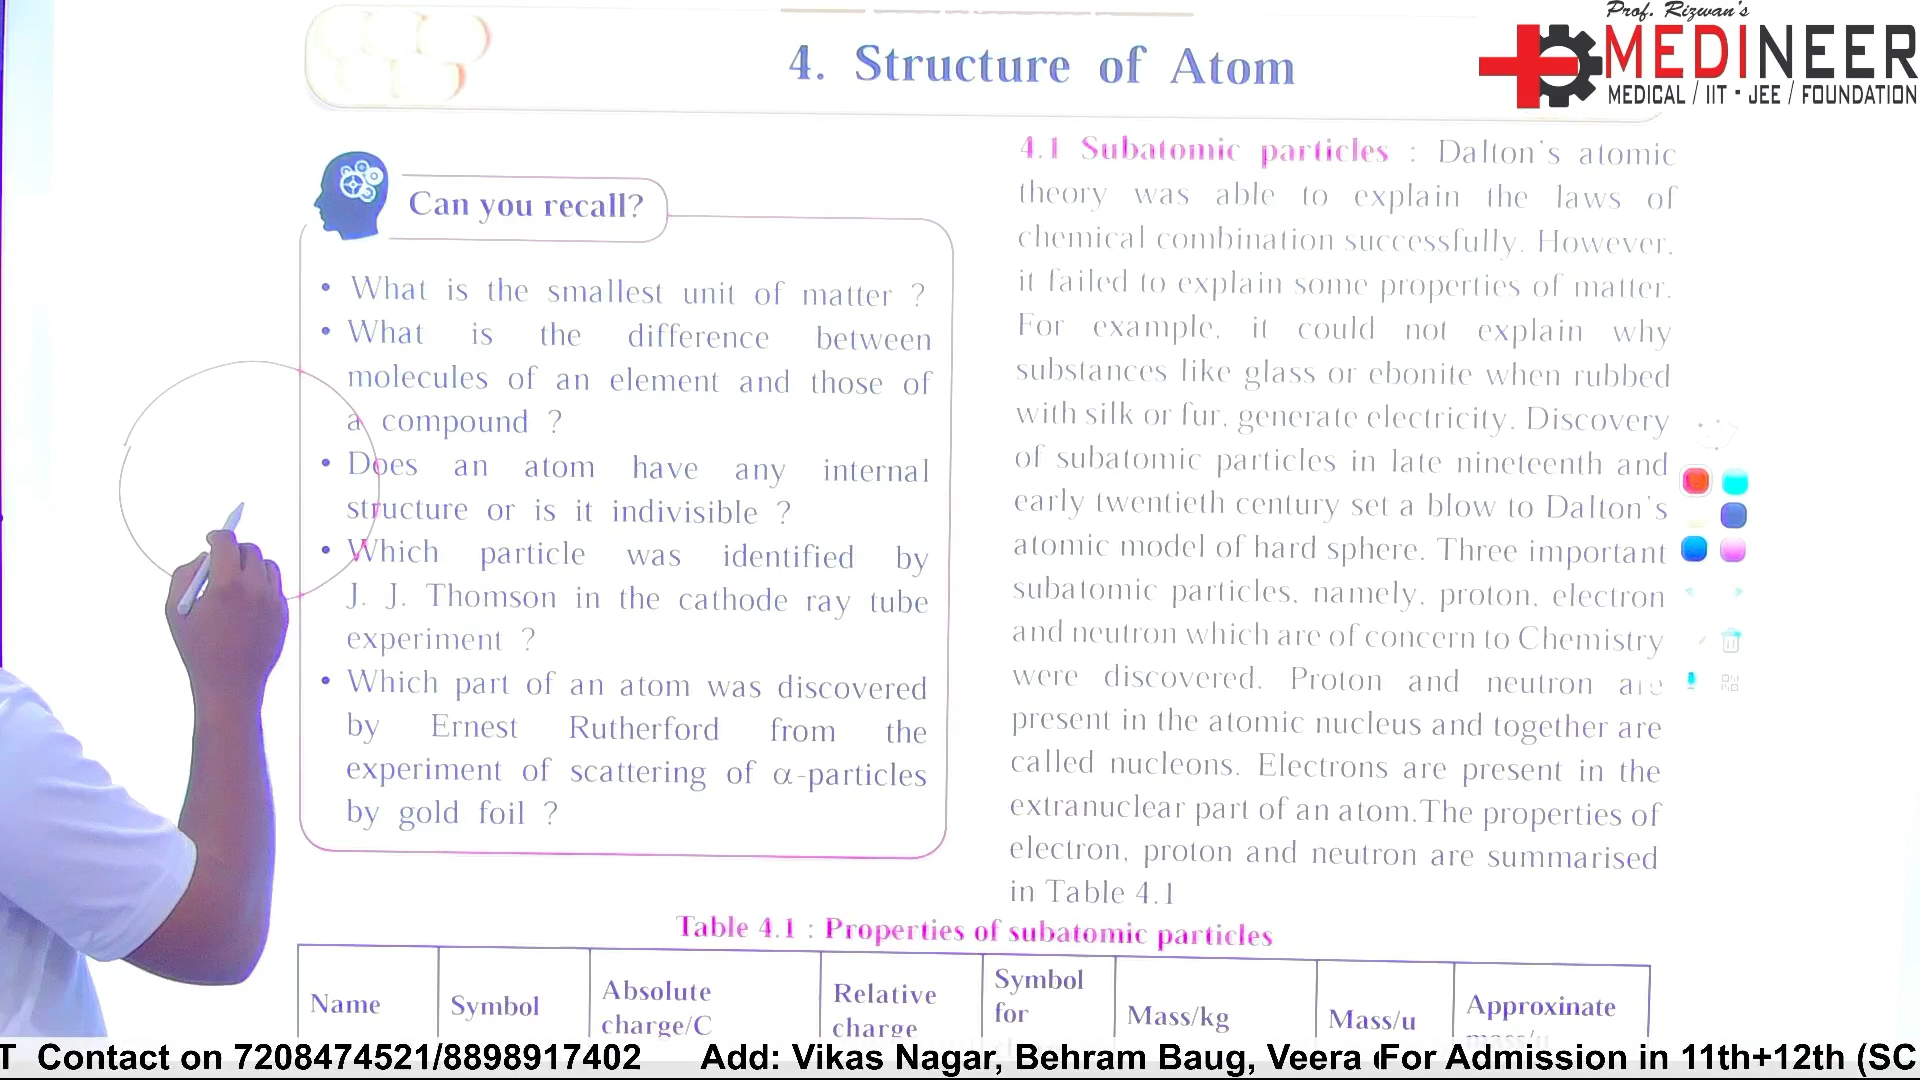 Prof. Rizwan's
MEDINEER
MEDICAL / IIT - JEE / FOUNDATION
4. Structure of Atom
Can you recall?
• What is the smallest unit of matter ?
• What is the difference between
molecules of an element and those of
a compound ?
• Does an atom have any internal
structure or is it indivisible ?
• Which particle was identified by
J. J. Thomson in the cathode ray tube
experiment ?
• Which part of an atom was discovered
by Ernest Rutherford from the
experiment of scattering of α-particles
by gold foil ?
4.1 Subatomic particles : Dalton's atomic
theory was able to explain the laws of
chemical combination successfully. However,
it failed to explain some properties of matter.
For example, it could not explain why
substances like glass or ebonite when rubbed
with silk or fur, generate electricity. Discovery
of subatomic particles in late nineteenth and
early twentieth century set a blow to Dalton's
atomic model of hard sphere. Three important
subatomic particles, namely, proton, electron
and neutron which are of concern to Chemistry
were discovered. Proton and neutron are
present in the atomic nucleus and together are
called nucleons. Electrons are present in the
extranuclear part of an atom.The properties of
electron, proton and neutron are summarised
in Table 4.1
Table 4.1 : Properties of subatomic particles
Name
Symbol
Absolute
charge/C
Relative
charge
Symbol
for
Mass/kg
Mass/u
Approxinate
T Contact on 7208474521/8898917402 Add: Vikas Nagar, Behram Baug, Veera For Admission in 11th+12th (SC